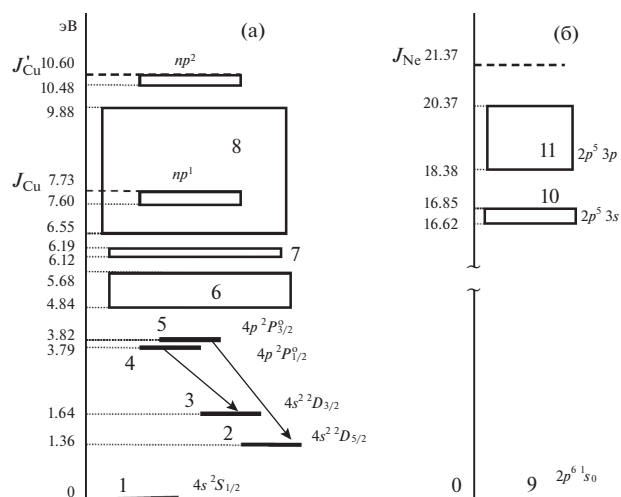 эВ
(а)
(б)
J'Cu 10.60
np²
10.48
9.88
8
J_Cu 7.73
np¹
7.60
6.55
6.19
6.12
7
5.68
6
4.84
5
4p ²P°3/2
3.82
3.79
4
4p ²P°1/2
3
4s² ²D3/2
1.64
2
4s² ²D5/2
1.36
0
1
4s ²S1/2
J_Ne 21.37
20.37
11
2p⁵ 3p
18.38
16.85
10
16.62
2p⁵ 3s
≈
≈
0
9
2p⁶ ¹s₀